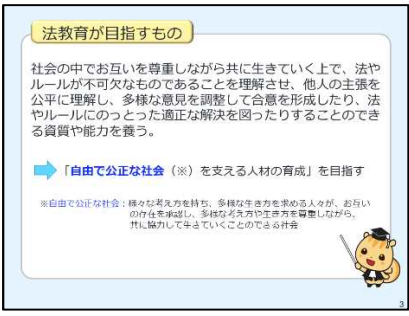 法教育が目指すもの
社会の中でお互いを尊重しながら共に生きていく上で、法や
ルールが不可欠なものであることを理解させ、他人の主張を
公平に理解し、多様な意見を調整して合意を形成したり、法
やルールにのっとった適正な解決を図ったりすることのでき
る資質や能力を養う。
「自由で公正な社会（※）を支える人材の育成」を目指す
※自由で公正な社会：様々な考え方を持ち、多様な生き方を求める人々が、お互い
の存在を承認し、多様な考え方や生き方を尊重しながら、
共に協力して生きていくことのできる社会
3